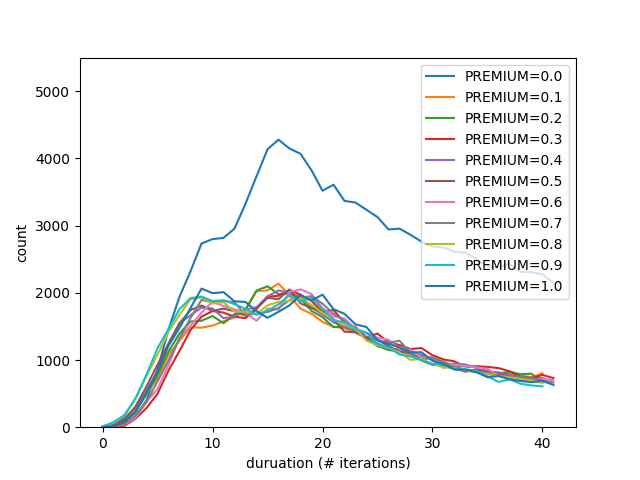 5000
4000
3000
2000
1000
0
count
0 10 20 30 40
duruation (# iterations)
PREMIUM=0.0
PREMIUM=0.1
PREMIUM=0.2
PREMIUM=0.3
PREMIUM=0.4
PREMIUM=0.5
PREMIUM=0.6
PREMIUM=0.7
PREMIUM=0.8
PREMIUM=0.9
PREMIUM=1.0